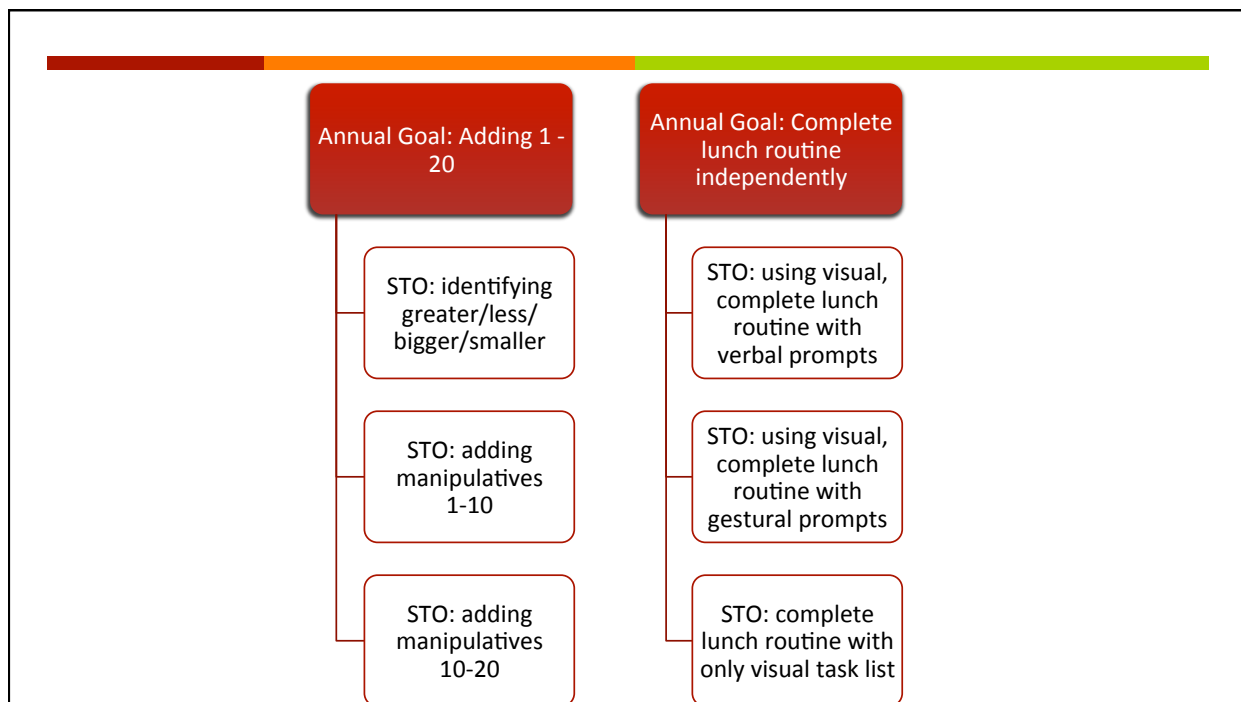 Annual Goal: Adding 1 -
20
STO: identifying
greater/less/
bigger/smaller
STO: adding
manipulatives
1-10
STO: adding
manipulatives
10-20
Annual Goal: Complete
lunch routine
independently
STO: using visual,
complete lunch
routine with
verbal prompts
STO: using visual,
complete lunch
routine with
gestural prompts
STO: complete
lunch routine with
only visual task list